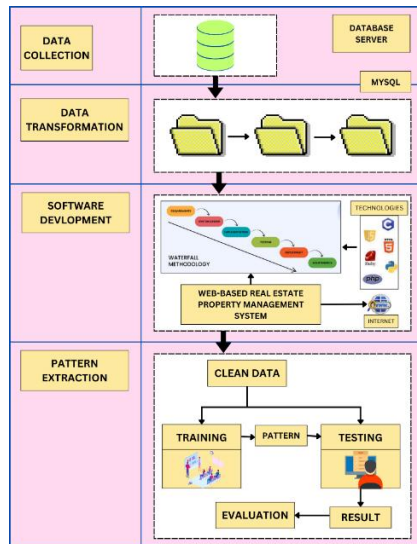 DATA
COLLECTION
DATABASE
SERVER
MYSQL
DATA
TRANSFORMATION
SOFTWARE
DEVLOPMENT
TECHNOLOGIES
WATERFALL
METHODOLOGY
php
WEB-BASED REAL ESTATE
PROPERTY MANAGEMENT
SYSTEM
INTERNET
PATTERN
EXTRACTION
CLEAN DATA
TRAINING
PATTERN
TESTING
EVALUATION
RESULT